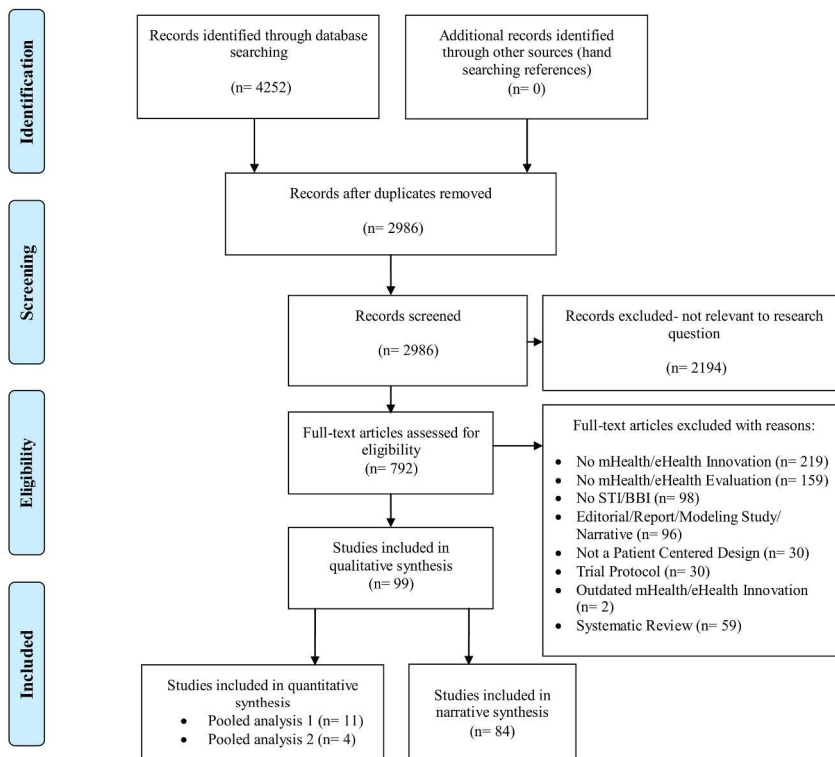 Identification
Records identified through database
searching
(n= 4252)
Additional records identified
through other sources (hand
searching references)
(n= 0)
Screening
Records after duplicates removed
(n= 2986)
Records screened
(n= 2986)
Records excluded- not relevant to research
question
(n= 2194)
Eligibility
Full-text articles assessed for
eligibility
(n= 792)
Full-text articles excluded with reasons:
• No mHealth/eHealth Innovation (n= 219)
• No mHealth/eHealth Evaluation (n= 159)
• No STI/BBI (n= 98)
• Editorial/Report/Modeling Study/
Narrative (n= 96)
• Not a Patient Centered Design (n= 30)
• Trial Protocol (n= 30)
• Outdated mHealth/eHealth Innovation
(n= 2)
• Systematic Review (n= 59)
Studies included in
qualitative synthesis
(n= 99)
Included
Studies included in quantitative
synthesis
• Pooled analysis 1 (n= 11)
• Pooled analysis 2 (n= 4)
Studies included in
narrative synthesis
(n= 84)